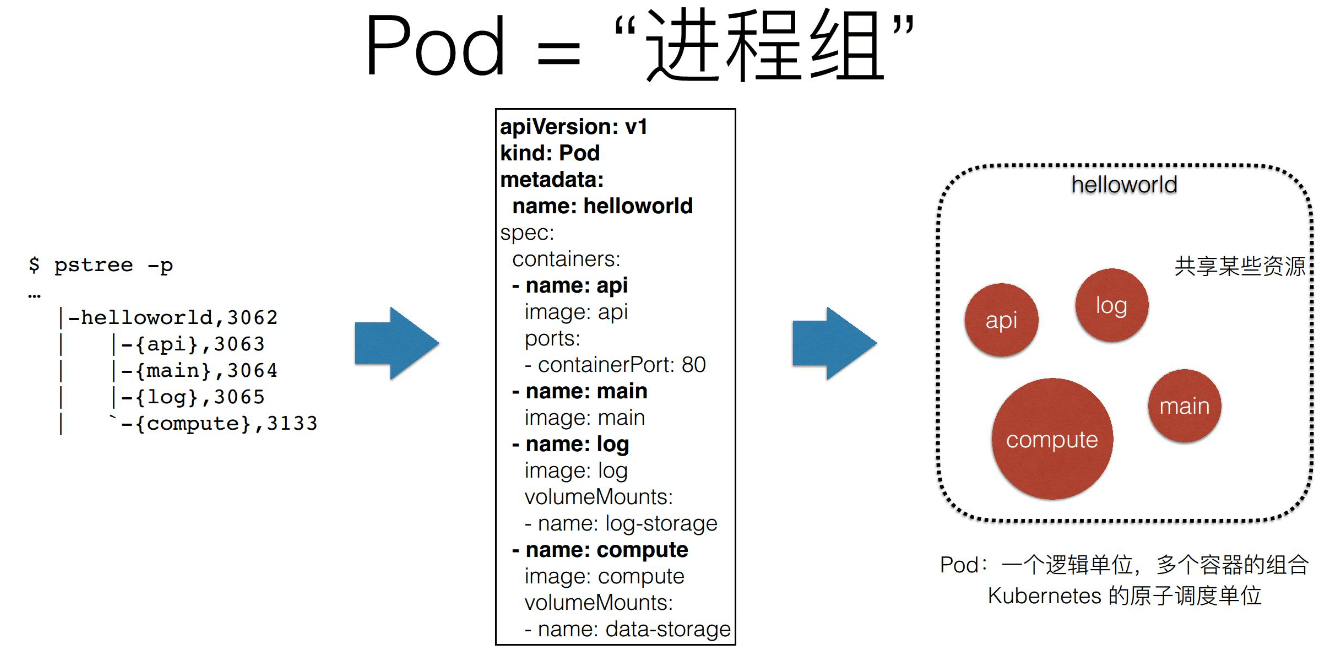 Pod = “进程组”
$ pstree -p
…
|-helloworld,3062
| |-{api},3063
| |-{main},3064
| |-{log},3065
| `-{compute},3133
apiVersion: v1
kind: Pod
metadata:
name: helloworld
spec:
containers:
- name: api
image: api
ports:
- containerPort: 80
- name: main
image: main
- name: log
image: log
volumeMounts:
- name: log-storage
- name: compute
image: compute
volumeMounts:
- name: data-storage
helloworld
共享某些资源
api
log
main
compute
Pod：一个逻辑单位，多个容器的组合
Kubernetes 的原子调度单位